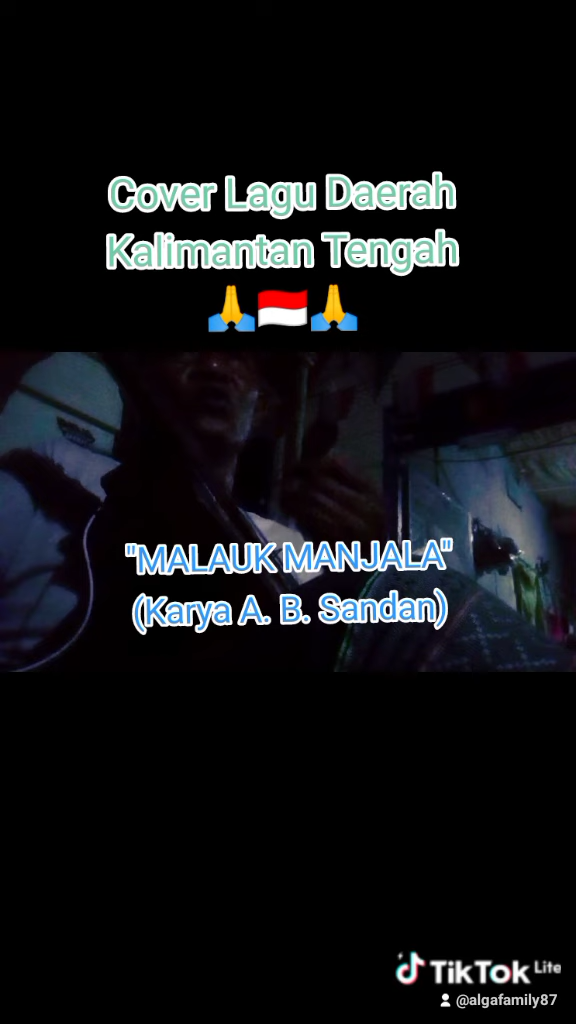 Cover Lagu Daerah
Kalimantan Tengah
🙏🇮🇩🙏
"MALAUK MANJALA"
(Karya A. B. Sandan)
TikTok Lite
@algafamily87